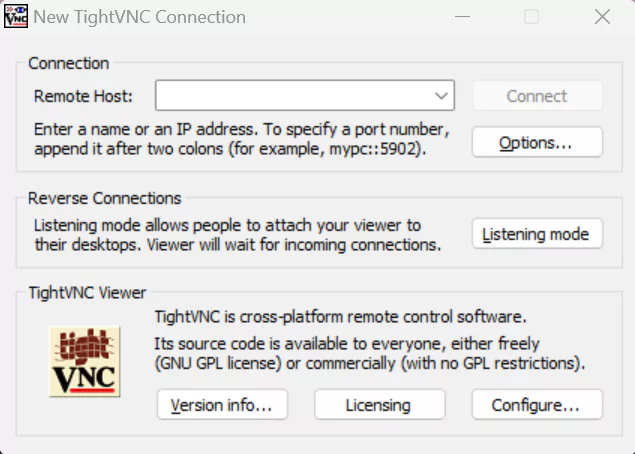 New TightVNC Connection
Connection
Remote Host:
Connect
Enter a name or an IP address. To specify a port number,
append it after two colons (for example, mypc::5902).
Options...
Reverse Connections
Listening mode allows people to attach your viewer to
their desktops. Viewer will wait for incoming connections.
Listening mode
TightVNC Viewer
tight
VNC
TightVNC is cross-platform remote control software.
Its source code is available to everyone, either freely
(GNU GPL license) or commercially (with no GPL restrictions).
Version info...
Licensing
Configure...